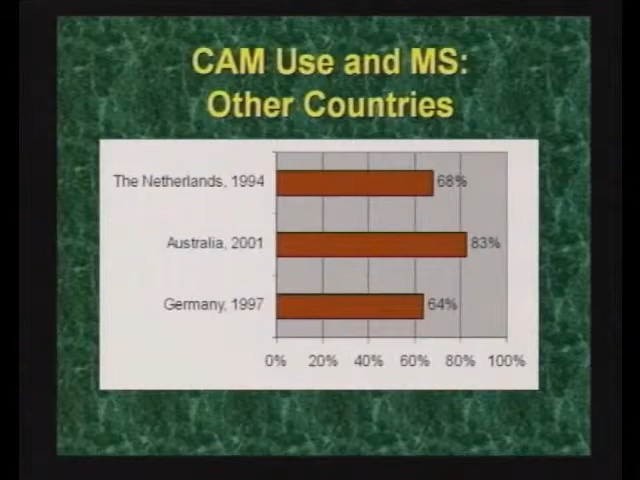 CAM Use and MS:
Other Countries
The Netherlands, 1994 68%
Australia, 2001 83%
Germany, 1997 64%
0% 20% 40% 60% 80% 100%